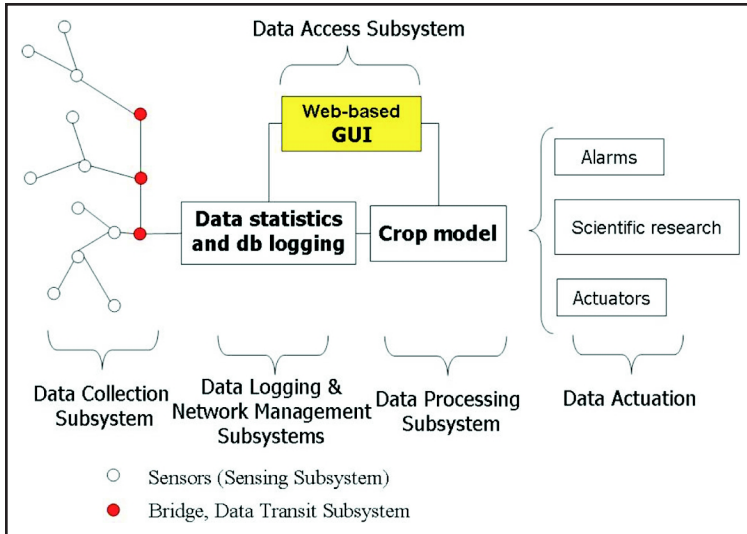 Data Access Subsystem
Web-based
GUI
Data statistics
and db logging
Crop model
Alarms
Scientific research
Actuators
Data Collection
Subsystem
Data Logging &
Network Management
Subsystems
Data Processing
Subsystem
Data Actuation
Sensors (Sensing Subsystem)
Bridge, Data Transit Subsystem